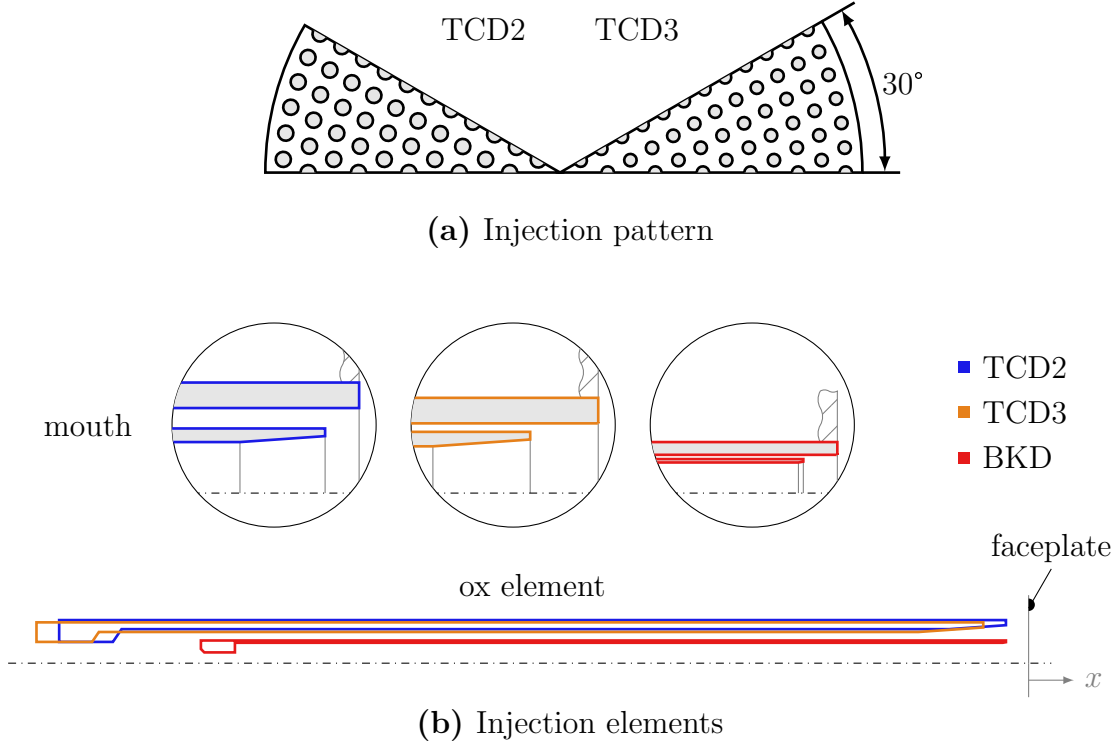 TCD2 TCD3
30°
(a) Injection pattern
TCD2
mouth
TCD3
BKD
faceplate
ox element
x
(b) Injection elements